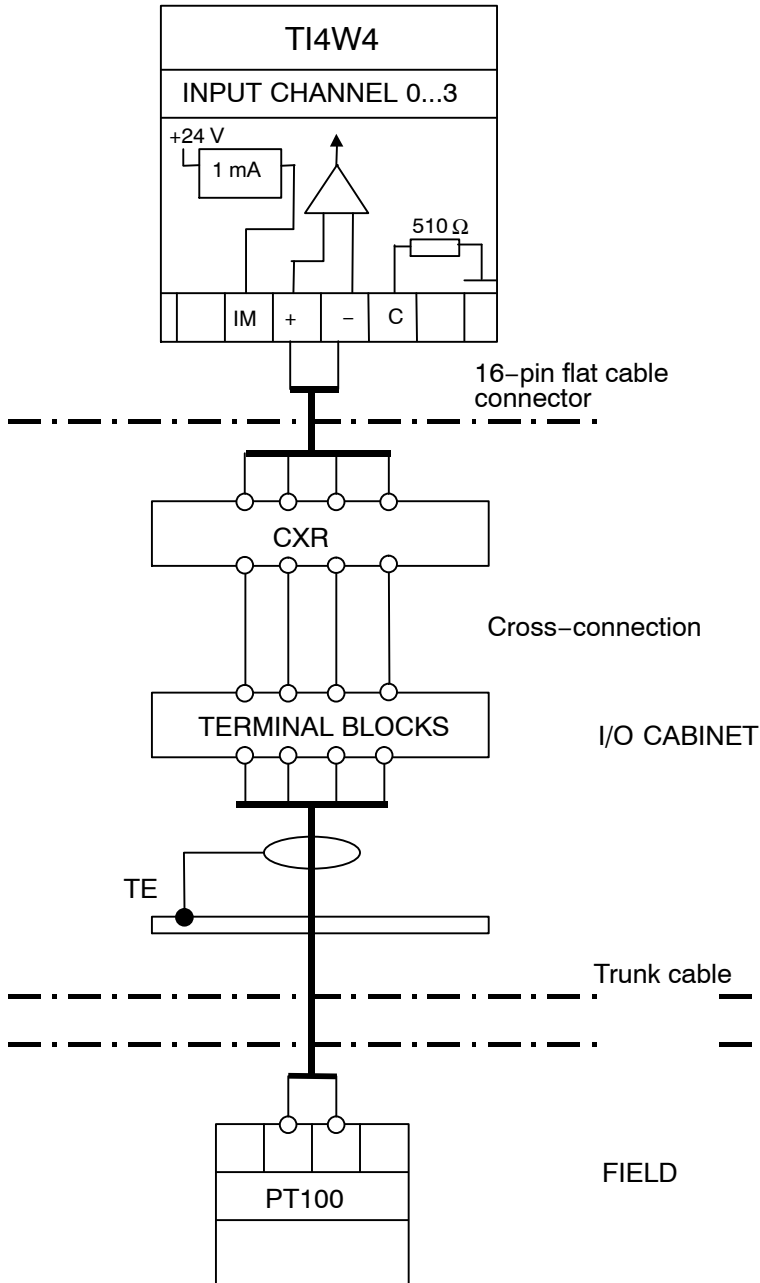 TI4W4
INPUT CHANNEL 0...3
+24 V
1 mA
510 Ω
IM + − C
16−pin flat cable
connector
CXR
Cross−connection
TERMINAL BLOCKS
I/O CABINET
TE
Trunk cable
FIELD
PT100